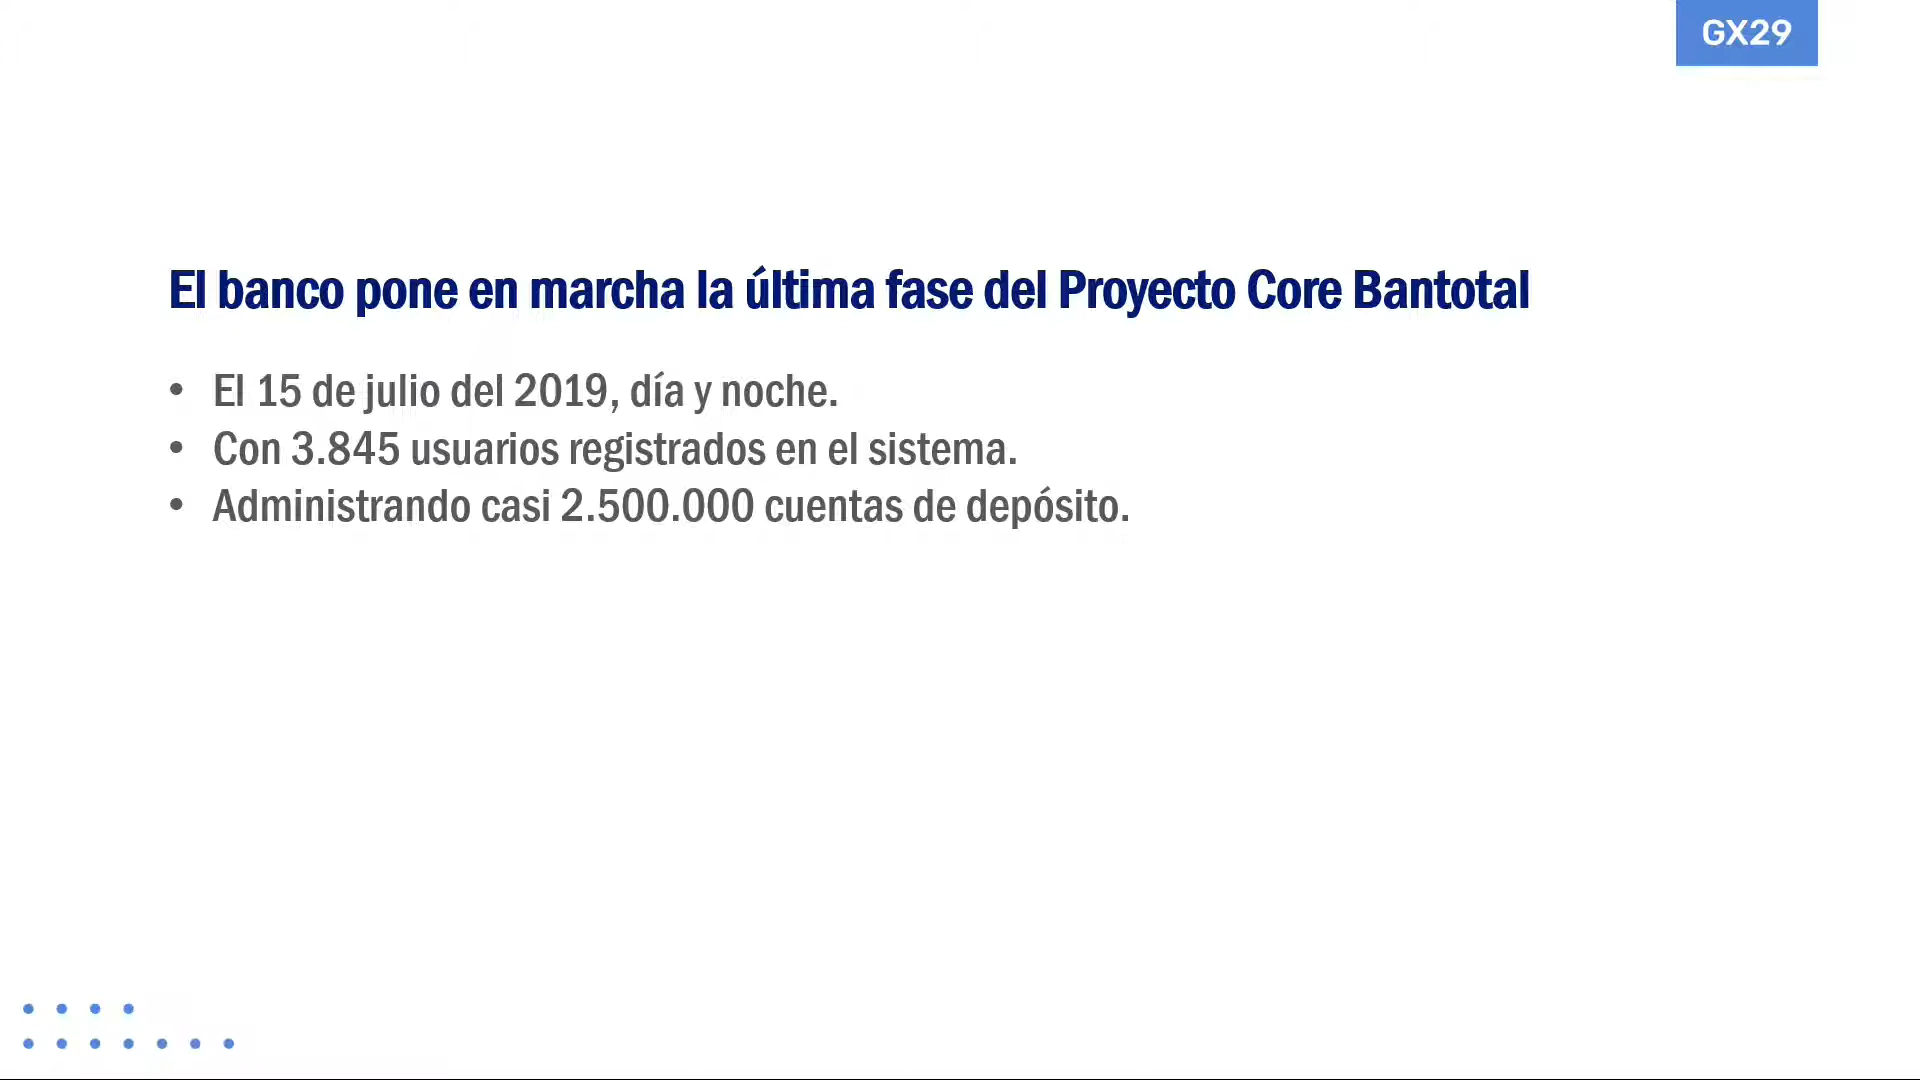 GX29
El banco pone en marcha la última fase del Proyecto Core Bantotal
• El 15 de julio del 2019, día y noche.
• Con 3.845 usuarios registrados en el sistema.
• Administrando casi 2.500.000 cuentas de depósito.